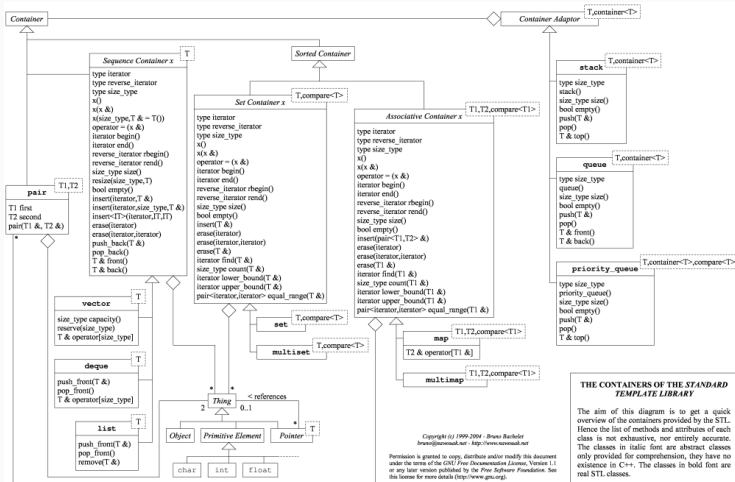 Container
T,container<T>
Container Adaptor
T
Sequence Container x
type iterator
type reverse_iterator
type size_type
x()
x(x &)
x(size_type,T & = T())
operator = (x &)
iterator begin()
iterator end()
reverse_iterator rbegin()
reverse_iterator rend()
size_type size()
resize(size_type,T)
bool empty()
insert(iterator,T &)
insert(iterator,size_type,T &)
insert<IT>(iterator,IT,IT)
erase(iterator)
erase(iterator,iterator)
push_back(T &)
pop_back()
T & front()
T & back()
Sorted Container
T,compare<T>
Set Container x
type iterator
type reverse_iterator
type size_type
x()
x(x &)
operator = (x &)
iterator begin()
iterator end()
reverse_iterator rbegin()
reverse_iterator rend()
size_type size()
bool empty()
insert(T &)
erase(iterator)
erase(iterator,iterator)
erase(T &)
iterator find(T &)
size_type count(T &)
iterator lower_bound(T &)
iterator upper_bound(T &)
pair<iterator,iterator> equal_range(T &)
T1,T2,compare<T1>
Associative Container x
type iterator
type reverse_iterator
type size_type
x()
x(x &)
operator = (x &)
iterator begin()
iterator end()
reverse_iterator rbegin()
reverse_iterator rend()
size_type size()
bool empty()
insert(pair<T1,T2> &)
erase(iterator)
erase(iterator,iterator)
erase(T1 &)
iterator find(T1 &)
size_type count(T1 &)
iterator lower_bound(T1 &)
iterator upper_bound(T1 &)
pair<iterator,iterator> equal_range(T1 &)
T,container<T>
stack
type size_type
stack()
size_type size()
bool empty()
push(T &)
pop()
T & top()
T,container<T>
queue
type size_type
queue()
size_type size()
bool empty()
push(T &)
pop()
T & front()
T & back()
T,container<T>,compare<T>
priority_queue
type size_type
priority_queue()
size_type size()
bool empty()
push(T &)
pop()
T & top()
T1,T2
pair
T1 first
T2 second
pair(T1 &, T2 &)
*
T
vector
size_type capacity()
reserve(size_type)
T & operator[size_type]
T
deque
push_front(T &)
pop_front()
T & operator[size_type]
T
list
push_front(T &)
pop_front()
remove(T &)
T,compare<T>
set
T,compare<T>
multiset
T1,T2,compare<T1>
map
T2 & operator[T1 &]
T1,T2,compare<T1>
multimap
* *
< references
2 Thing 0..1
*
Object
Primitive Element
T
Pointer
char
int
float
Copyright (c) 1999-2004 - Bruno Bachelet
bruno@nawouak.net - http://www.nawouak.net
Permission is granted to copy, distribute and/or modify this document
under the terms of the GNU Free Documentation License, Version 1.1
or any later version published by the Free Software Foundation. See
this license for more details (http://www.gnu.org).
THE CONTAINERS OF THE STANDARD
TEMPLATE LIBRARY
The aim of this diagram is to get a quick
overview of the containers provided by the STL.
Hence the list of methods and attributes of each
class is not exhaustive, nor entirely accurate.
The classes in italic font are abstract classes
only provided for comprehension, they have no
existence in C++. The classes in bold font are
real STL classes.